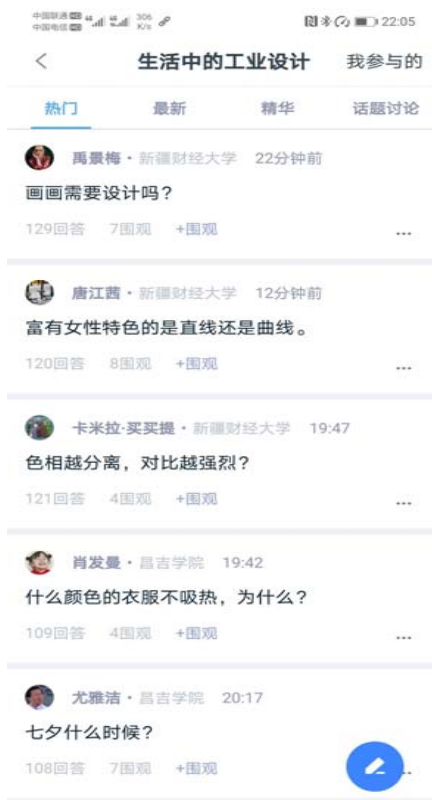 中国联通 HD 46 306
中国电信 HD K/s 22:05
生活中的工业设计 我参与的
热门 最新 精华 话题讨论
禹景梅·新疆财经大学 22分钟前
画画需要设计吗？
129回答 7围观 +围观 ...
唐江茜·新疆财经大学 12分钟前
富有女性特色的是直线还是曲线。
120回答 8围观 +围观 ...
卡米拉·买买提·新疆财经大学 19:47
色相越分离，对比越强烈？
121回答 4围观 +围观 ...
肖发曼·昌吉学院 19:42
什么颜色的衣服不吸热，为什么？
109回答 4围观 +围观 ...
尤雅洁·昌吉学院 20:17
七夕什么时候？
108回答 7围观 +围观